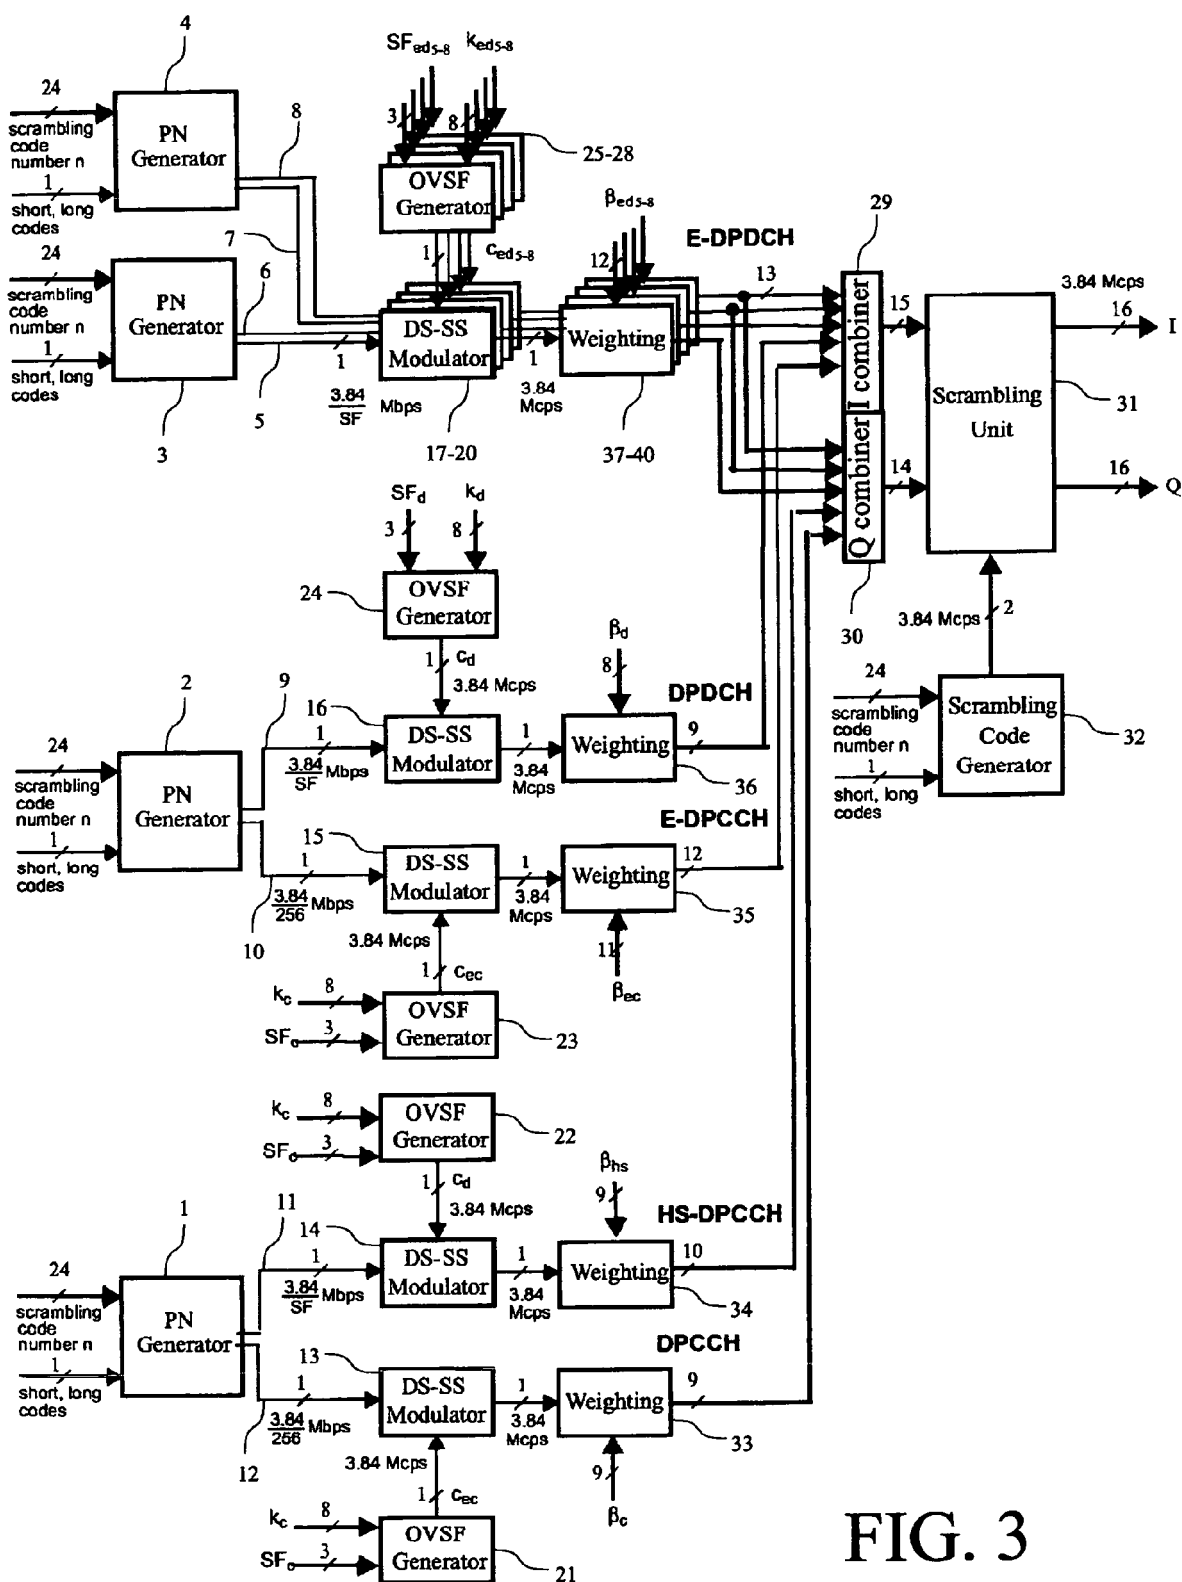 4
SF ed5-8
k ed5-8
24
scrambling
code
number n
1
short, long
codes
PN
Generator
8
3
8
25-28
OVSF
Generator
7
1
c ed5-8
β ed5-8
12
E-DPDCH
29
24
scrambling
code
number n
1
short, long
codes
PN
Generator
3
6
5
1
3.84
SF
Mbps
DS-SS
Modulator
17-20
1
3.84
Mcps
Weighting
37-40
13
I combiner
15
Q combiner
14
30
Scrambling
Unit
3.84 Mcps
16
I
31
16
Q
3.84 Mcps
2
24
scrambling
code
number n
1
short, long
codes
Scrambling
Code
Generator
32
SFd
kd
3
8
24
OVSF
Generator
1
cd
3.84 Mcps
2
9
24
scrambling
code
number n
1
short, long
codes
PN
Generator
1
3.84
SF
Mbps
16
DS-SS
Modulator
1
3.84
Mcps
βd
8
Weighting
DPDCH
9
36
10
1
3.84
256
Mbps
15
DS-SS
Modulator
1
3.84
Mcps
E-DPCCH
Weighting
12
35
11
βec
3.84 Mcps
1
cec
kc
8
SFc
3
OVSF
Generator
23
kc
8
SFc
3
OVSF
Generator
22
1
cd
3.84 Mcps
1
11
24
scrambling
code
number n
1
short, long
codes
PN
Generator
1
3.84
SF
Mbps
14
DS-SS
Modulator
1
3.84
Mcps
βhs
9
HS-DPCCH
Weighting
10
34
12
1
3.84
256
Mbps
13
DS-SS
Modulator
1
3.84
Mcps
DPCCH
Weighting
9
33
9
βc
3.84 Mcps
1
cec
kc
8
SFc
3
OVSF
Generator
21
FIG. 3